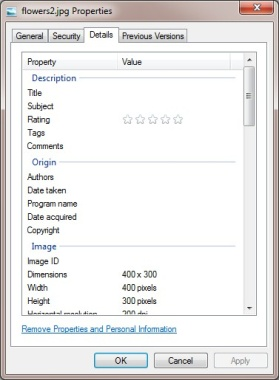 flowers2.jpg Properties
General Security Details Previous Versions
Property Value
Description
Title
Subject
Rating
Tags
Comments
Origin
Authors
Date taken
Program name
Date acquired
Copyright
Image
Image ID
Dimensions 400 x 300
Width 400 pixels
Height 300 pixels
Horizontal resolution 200 dpi
Remove Properties and Personal Information
OK Cancel Apply